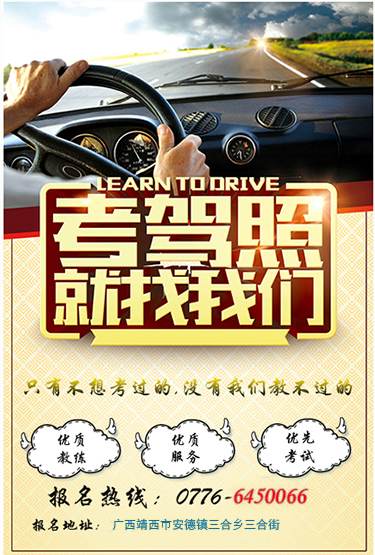 LEARN TO DRIVE
考驾照
就找我们
只有不想考过的,没有我们教不过的
优质
教练
优质
服务
优先
考试
报名热线：0776-6450066
报名地址：广西靖西市安德镇三合乡三合街